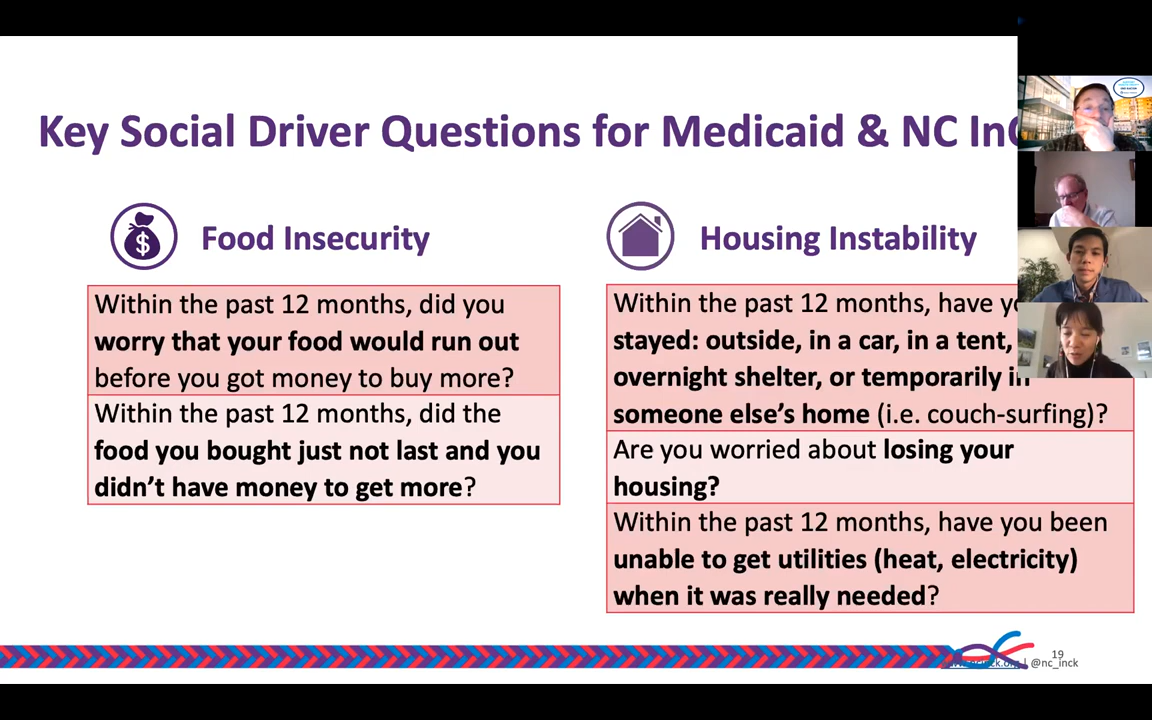 Key Social Driver Questions for Medicaid & NC In
Food Insecurity
Within the past 12 months, did you
worry that your food would run out
before you got money to buy more?
Within the past 12 months, did the
food you bought just not last and you
didn't have money to get more?
Housing Instability
Within the past 12 months, have
stayed: outside, in a car, in a tent,
overnight shelter, or temporarily in
someone else's home (i.e. couch-surfing)?
Are you worried about losing your
housing?
Within the past 12 months, have you been
unable to get utilities (heat, electricity)
when it was really needed?
19
| @nc_inck